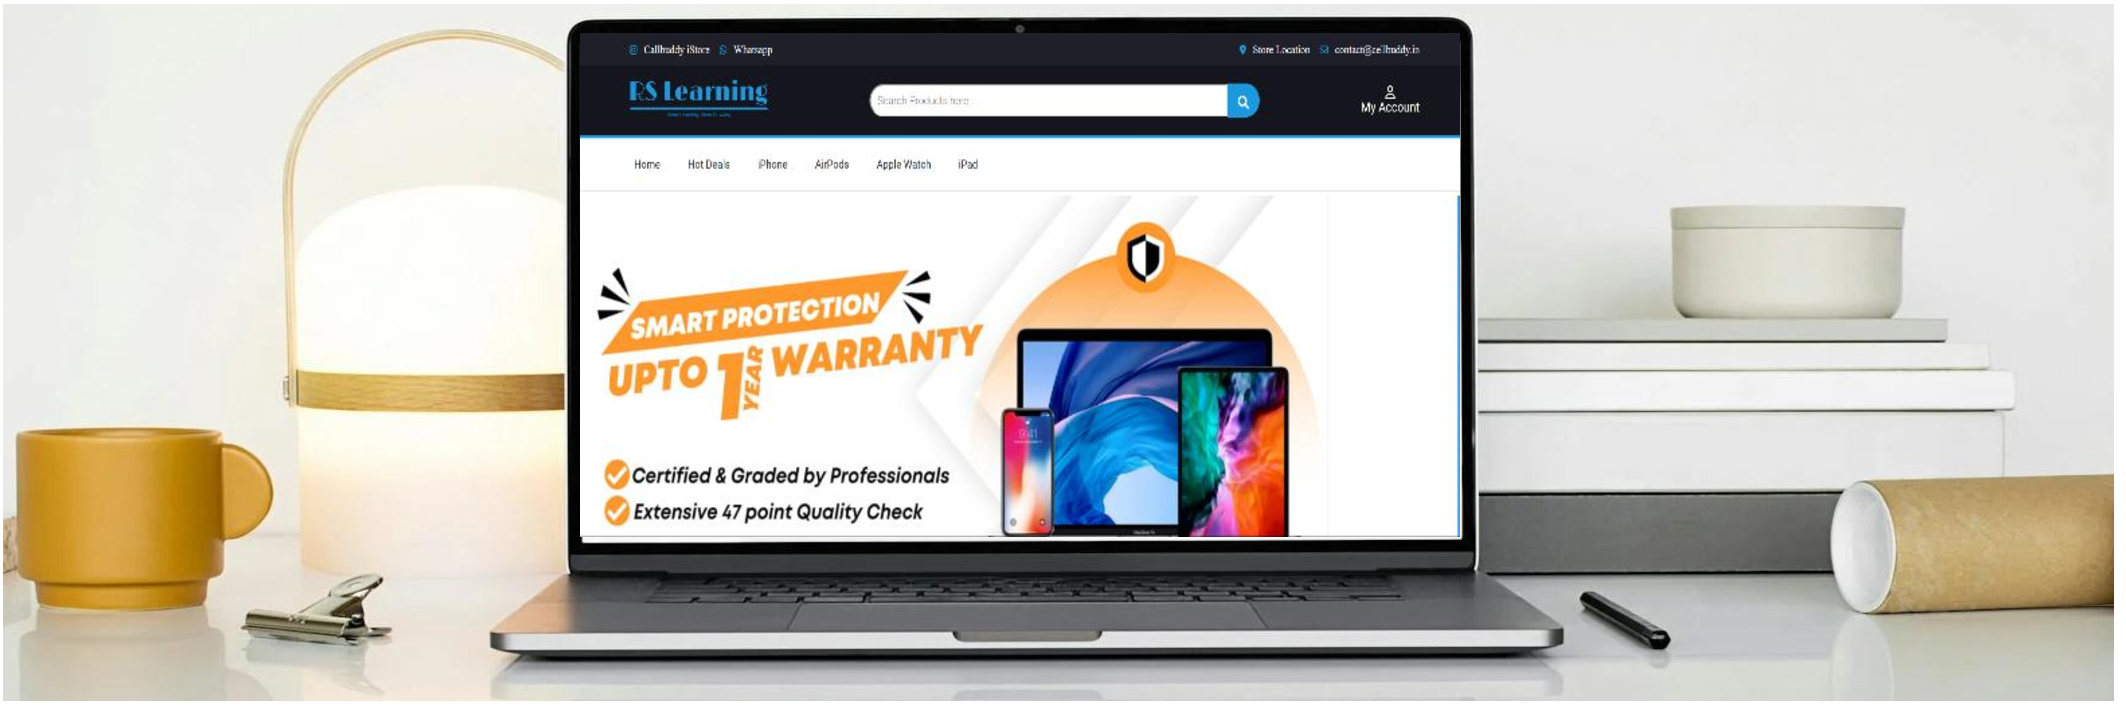 Callbuddy iStore Whatsapp Store Location contact@cellbuddy.in
RS Learning
Search Products here
My Account
Home Hot Deals iPhone AirPods Apple Watch iPad
SMART PROTECTION
UPTO 1 YEAR WARRANTY
Certified & Graded by Professionals
Extensive 47 point Quality Check
9:41